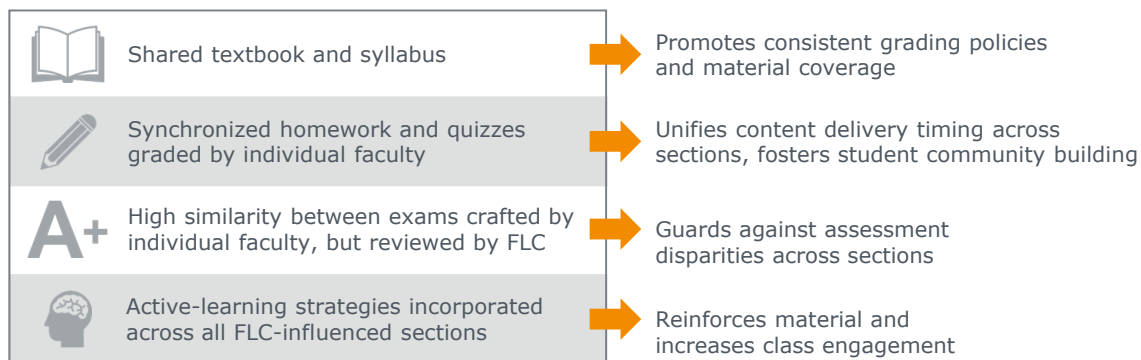 Shared textbook and syllabus
Promotes consistent grading policies
and material coverage
Synchronized homework and quizzes
graded by individual faculty
Unifies content delivery timing across
sections, fosters student community building
A+
High similarity between exams crafted by
individual faculty, but reviewed by FLC
Guards against assessment
disparities across sections
Active-learning strategies incorporated
across all FLC-influenced sections
Reinforces material and
increases class engagement